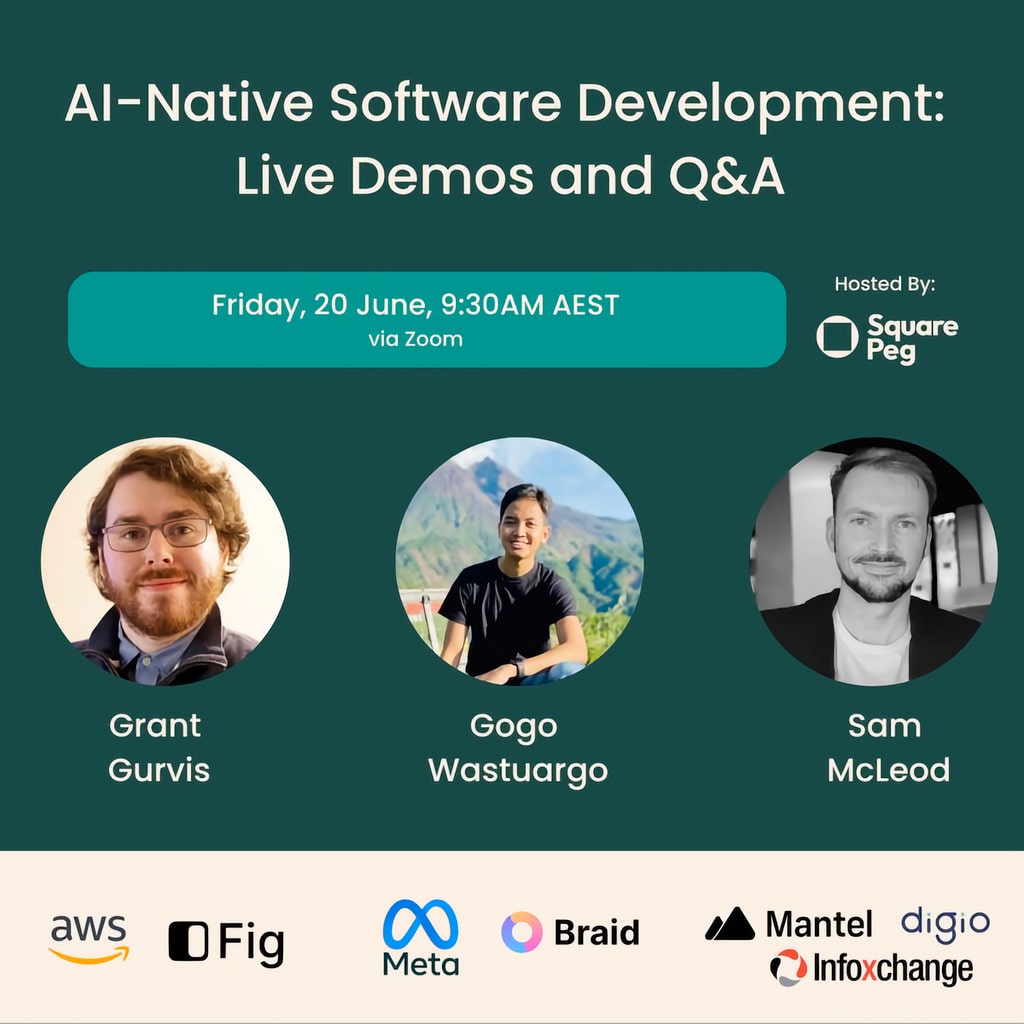 AI-Native Software Development:
Live Demos and Q&A
Friday, 20 June, 9:30AM AEST
via Zoom
Hosted By:
Square
Peg
Grant
Gurvis
Gogo
Wastuargo
Sam
McLeod
aws
Fig
Meta
Braid
Mantel
digio
Infoxchange